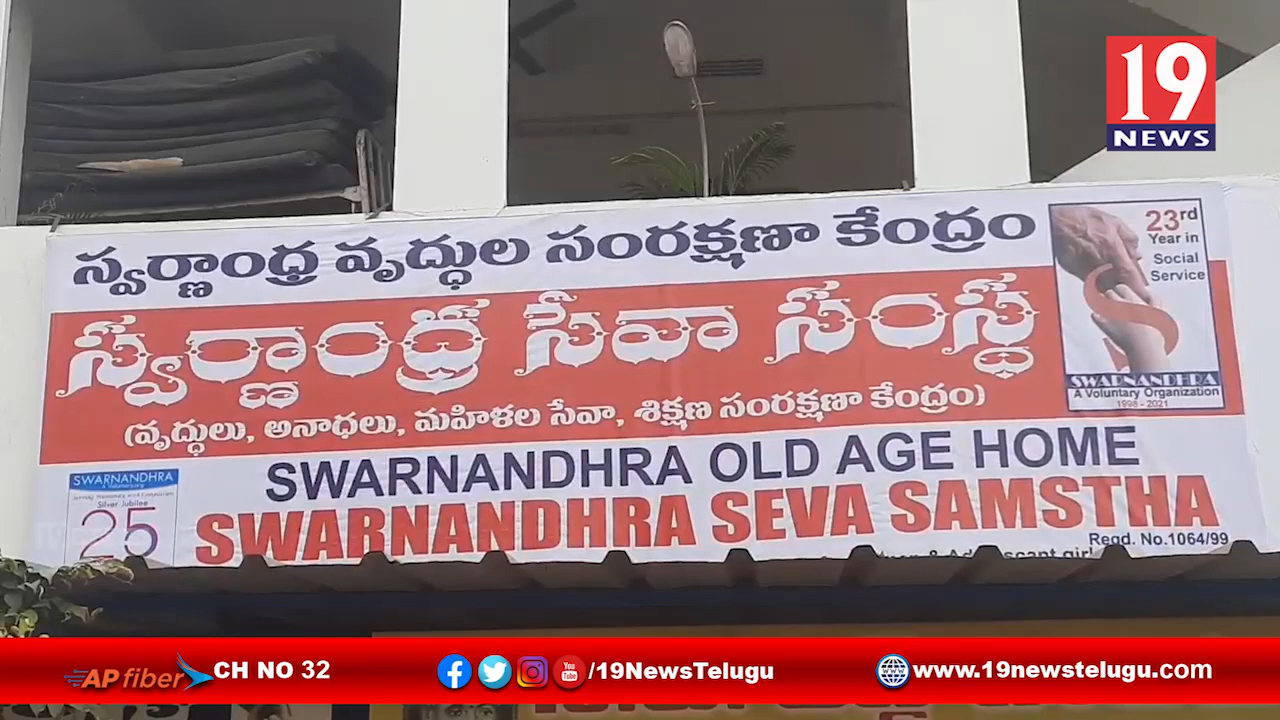 19
NEWS
స్వర్ణాంధ్ర వృద్ధుల సంరక్షణా కేంద్రం
స్వర్ణాంధ్ర సేవా సంస్థ
(వృద్ధులు, అనాధలు, మహిళల సేవా, శిక్షణ సంరక్షణా కేంద్రం)
23rd
Year in
Social
Service
SWARNANDHRA
A Voluntary Organization
1998 - 2021
SWARNANDHRA
Silver Jubilee
25
SWARNANDHRA OLD AGE HOME
SWARNANDHRA SEVA SAMSTHA
Regd. No.1064/99
AP fiber CH NO 32
/19NewsTelugu
www.19newstelugu.com